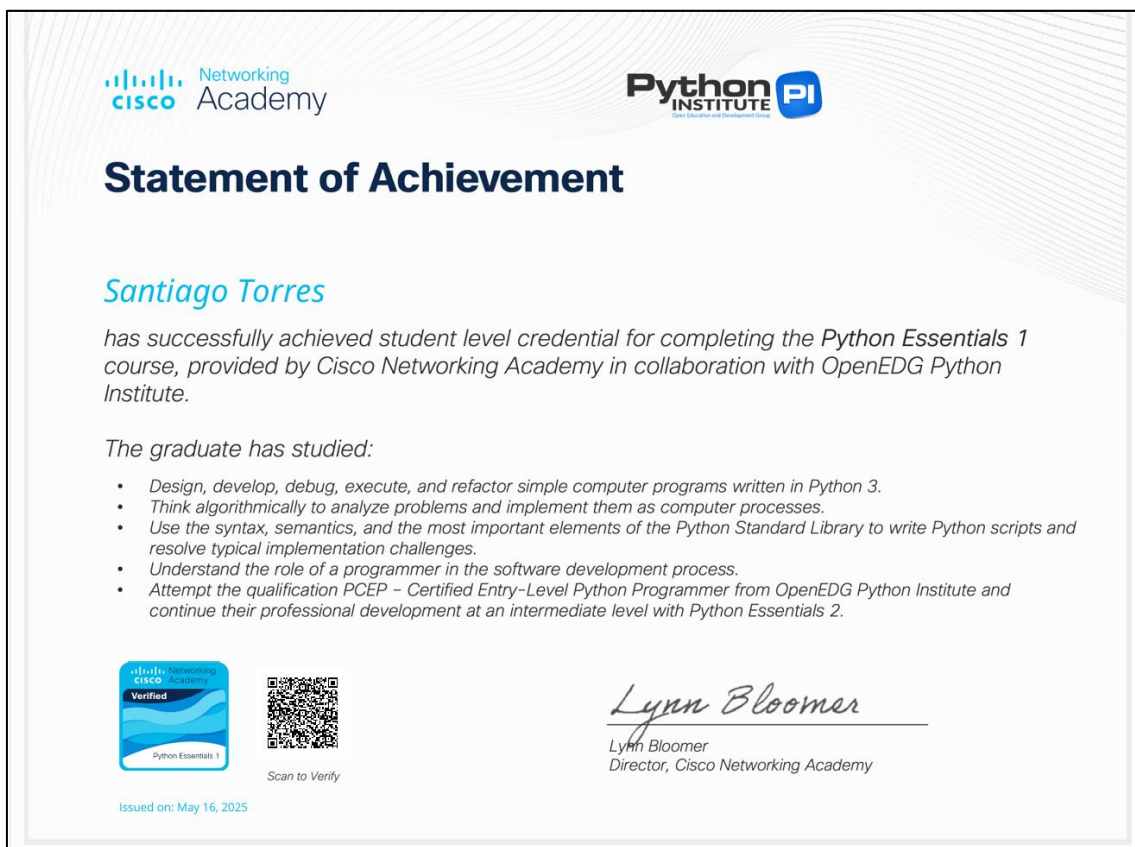 Networking
CISCO Academy
Python
INSTITUTE
PI
Open Education and Development Group
Statement of Achievement
Santiago Torres
has successfully achieved student level credential for completing the Python Essentials 1
course, provided by Cisco Networking Academy in collaboration with OpenEDG Python
Institute.
The graduate has studied:
• Design, develop, debug, execute, and refactor simple computer programs written in Python 3.
• Think algorithmically to analyze problems and implement them as computer processes.
• Use the syntax, semantics, and the most important elements of the Python Standard Library to write Python scripts and
resolve typical implementation challenges.
• Understand the role of a programmer in the software development process.
• Attempt the qualification PCEP – Certified Entry-Level Python Programmer from OpenEDG Python Institute and
continue their professional development at an intermediate level with Python Essentials 2.
Networking
CISCO Academy
Verified
Python Essentials 1
Scan to Verify
Issued on: May 16, 2025
Lynn Bloomer
Lynn Bloomer
Director, Cisco Networking Academy